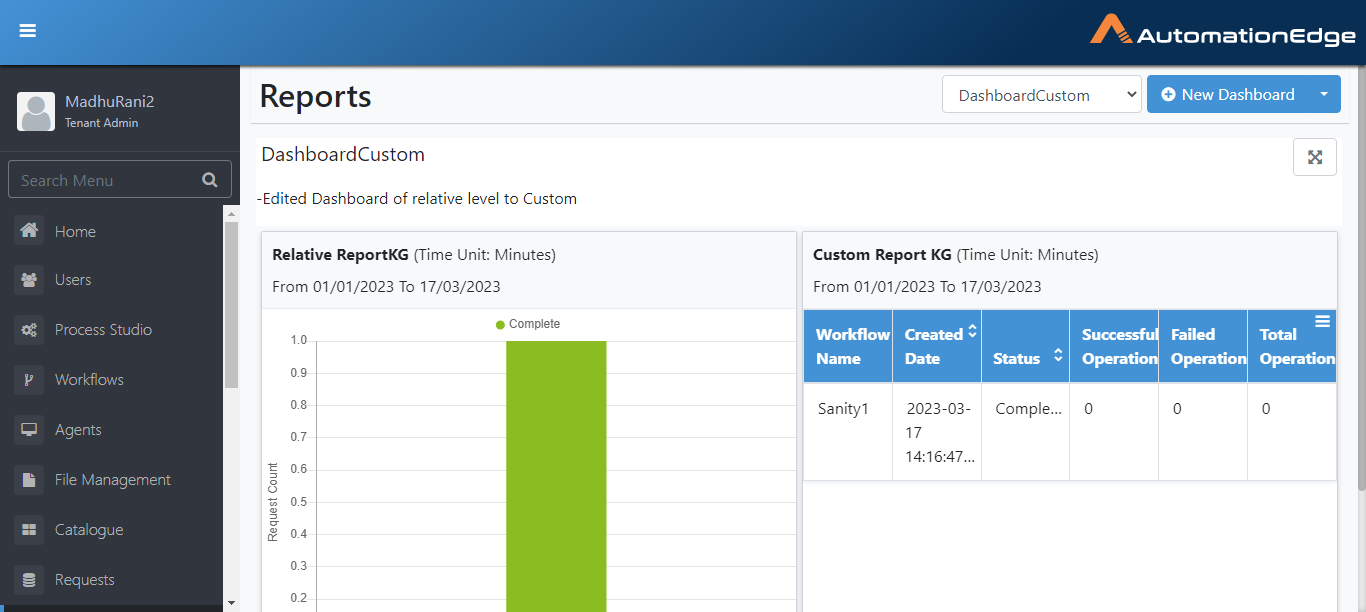 AutomationEdge
MadhuRani2
Tenant Admin
Search Menu
Home
Users
Process Studio
Workflows
Agents
File Management
Catalogue
Requests
Reports
DashboardCustom
New Dashboard
DashboardCustom
-Edited Dashboard of relative level to Custom
Relative ReportKG (Time Unit: Minutes)
From 01/01/2023 To 17/03/2023
Complete
Request Count
1.0
0.9
0.8
0.7
0.6
0.5
0.4
0.3
0.2
Custom Report KG (Time Unit: Minutes)
From 01/01/2023 To 17/03/2023
Workflow
Name
Created
Date
Status
Successful
Operation
Failed
Operation
Total
Operation
Sanity1
2023-03-
17
14:16:47...
Comple...
0
0
0